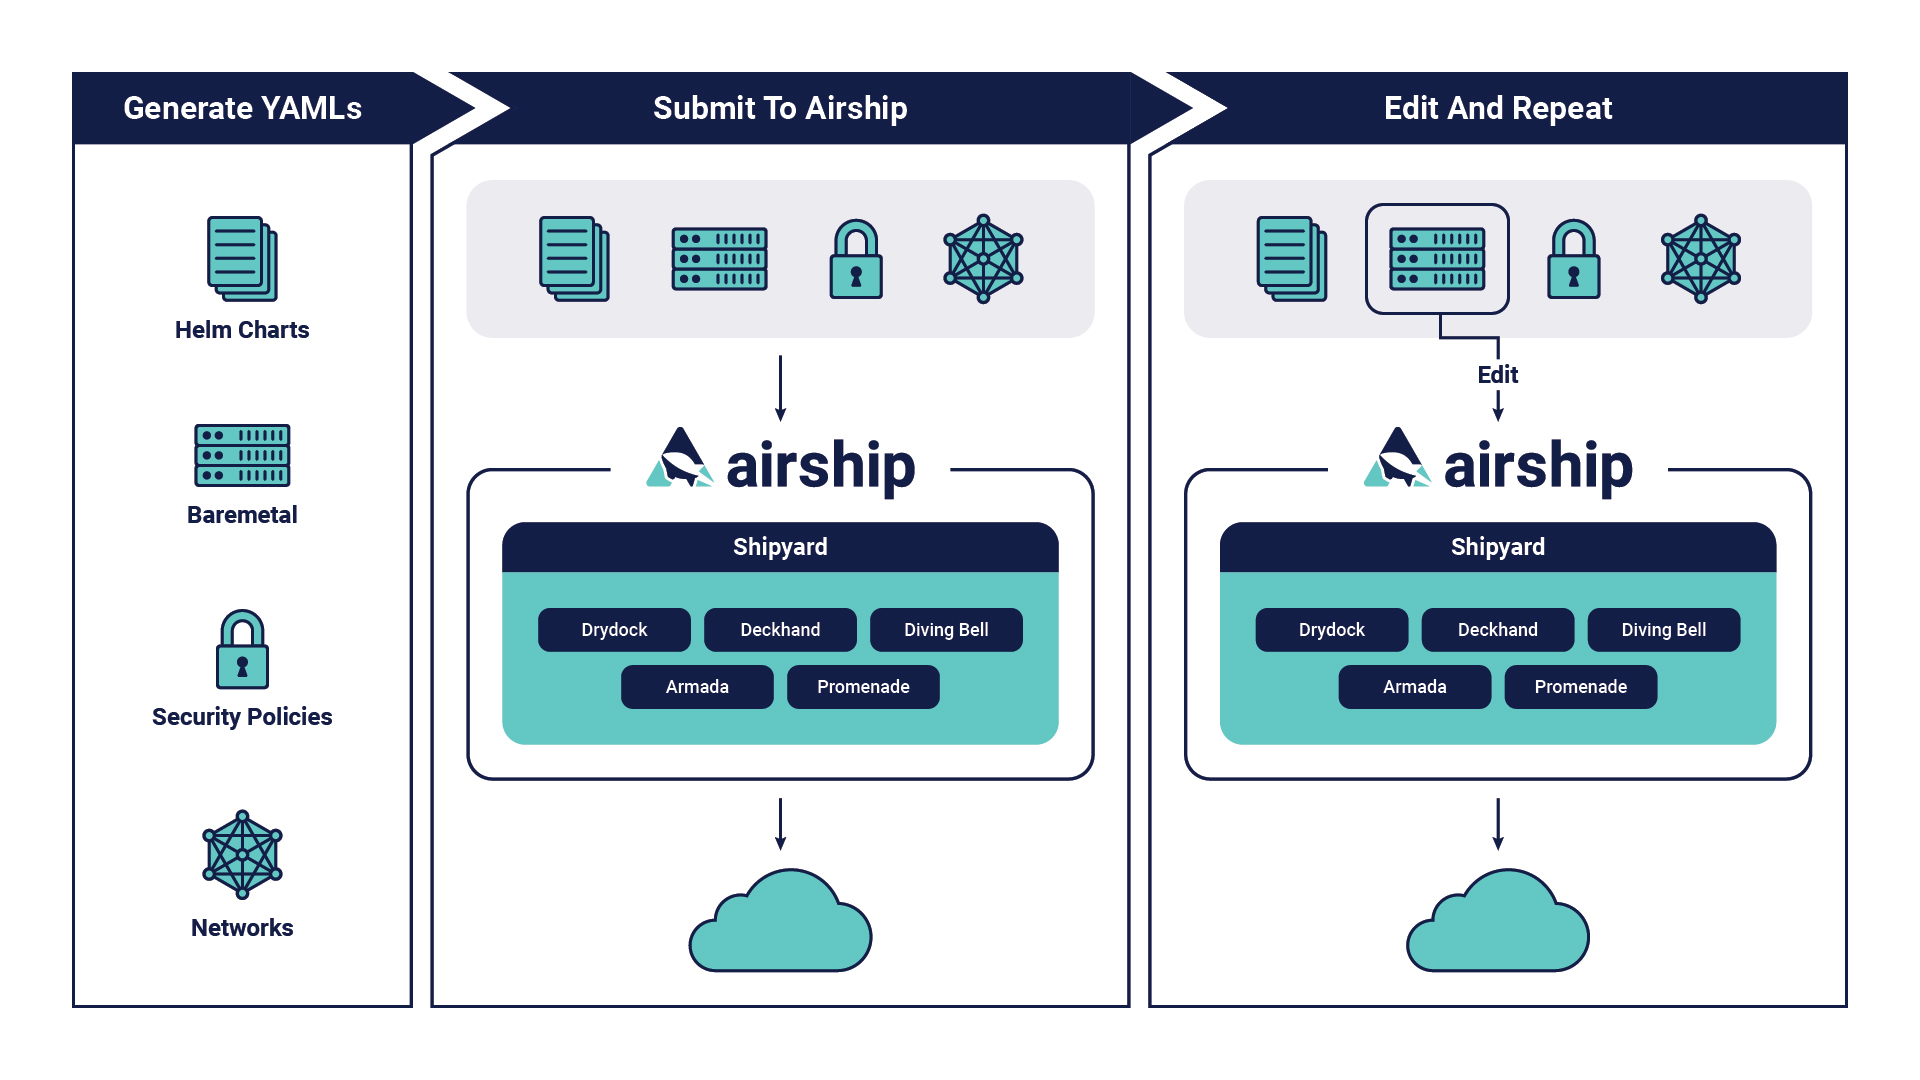 Generate YAMLs
Helm Charts
Baremetal
Security Policies
Networks
Submit To Airship
airship
Shipyard
Drydock
Deckhand
Diving Bell
Armada
Promenade
Edit And Repeat
Edit
airship
Shipyard
Drydock
Deckhand
Diving Bell
Armada
Promenade